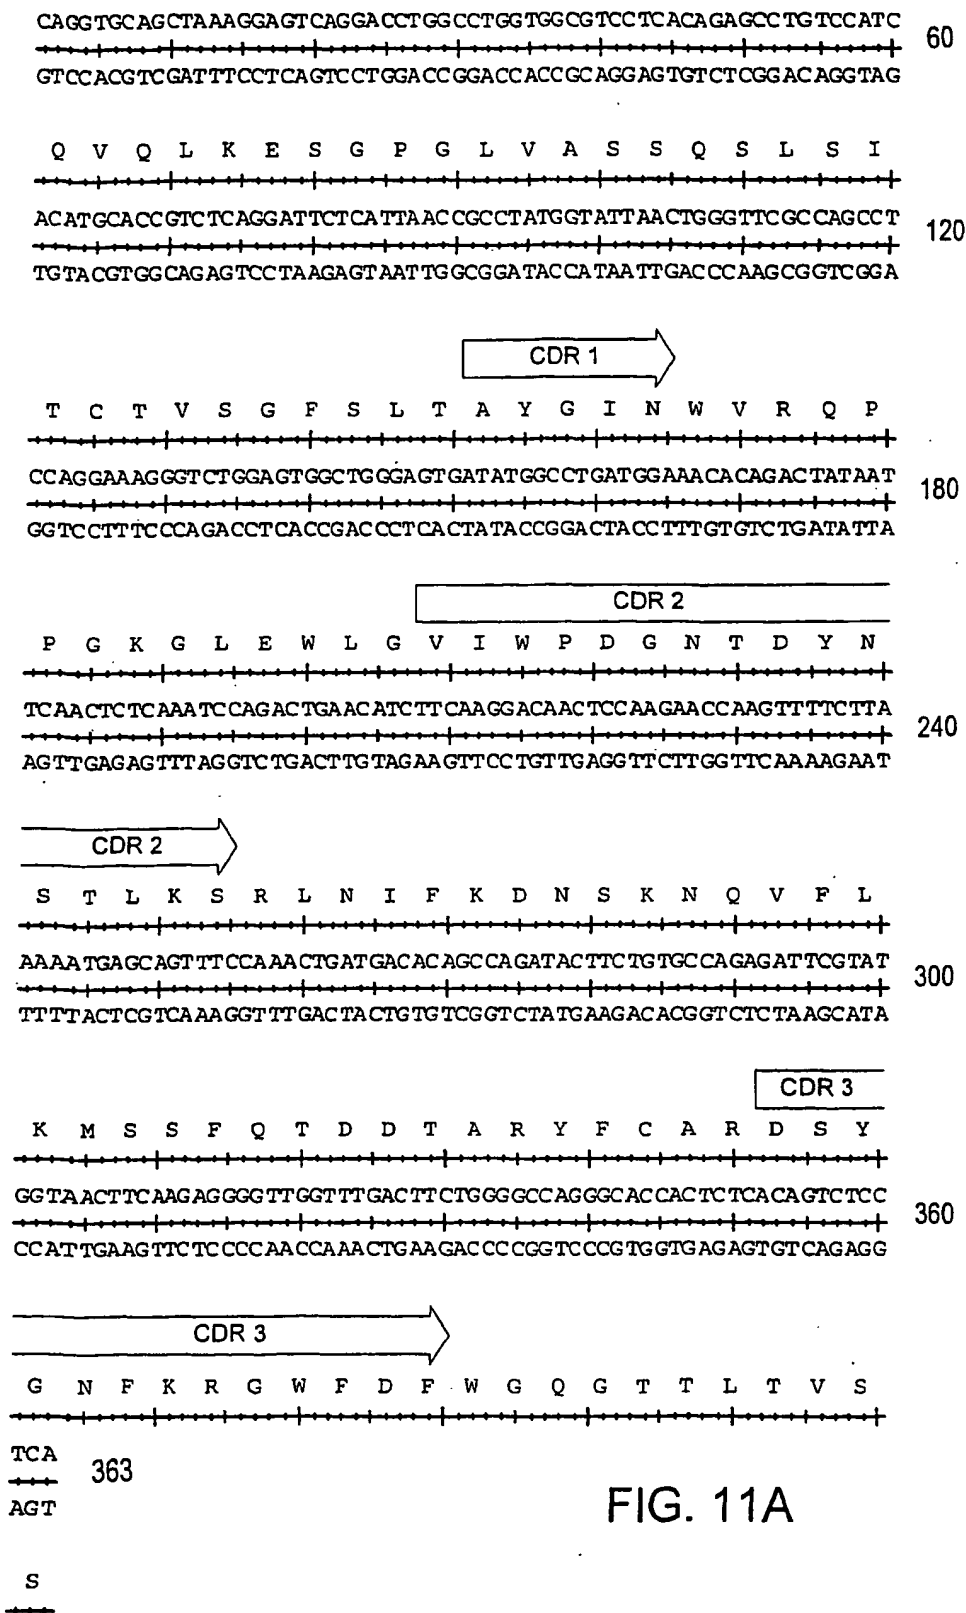 CAGGTGCAGCTAAAGGAGTCAGGACCTGGCCTGGTGGCGTCCTCACAGAGCCTGTCCATC
60
GTCCACGTCGATTTCCTCAGTCCTGGACCGGACCACCGCAGGAGTGTCTCGGACAGGTAG
Q V Q L K E S G P G L V A S S Q S L S I
ACATGCACCGTCTCAGGATTCTCATTAACCGCCTATGGTATTAACTGGGTTCGCCAGCCT
120
TGTACGTGGCAGAGTCCTAAGAGTAATTGGCGGATACCATAATTGACCCAAGCGGTCGGA
CDR 1
T C T V S G F S L T A Y G I N W V R Q P
CCAGGAAAGGGTCTGGAGTGGCTGGGAGTGATATGGCCTGATGGAAACACAGACTATAAT
180
GGTCCTTTCCCAGACCTCACCGACCCTCACTATACCGGACTACCTTTGTGTCTGATATTA
CDR 2
P G K G L E W L G V I W P D G N T D Y N
TCAACTCTCAAATCCAGACTGAACATCTTCAAGGACAACTCCAAGAACCAAGTTTTCTTA
240
AGTTGAGAGTTTAGGTCTGACTTGTAGAAGTTCCTGTTGAGGTTCTTGGTTCAAAAGAAT
CDR 2
S T L K S R L N I F K D N S K N Q V F L
AAAATGAGCAGTTTCCAAACTGATGACACAGCCAGATACTTCTGTGCCAGAGATTCGTAT
300
TTTTACTCGTCAAAGGTTTGACTACTGTGTCGGTCTATGAAGACACGGTCTCTAAGCATA
CDR 3
K M S S F Q T D D T A R Y F C A R D S Y
GGTAACTTCAAGAGGGGTTGGTTTGACTTCTGGGGCCAGGGCACCACTCTCACAGTCTCC
360
CCATTGAAGTTCTCCCCAACCAAACTGAAGACCCCGGTCCCGTGGTGAGAGTGTCAGAGG
CDR 3
G N F K R G W F D F W G Q G T T L T V S
TCA
363
AGT
FIG. 11A
S